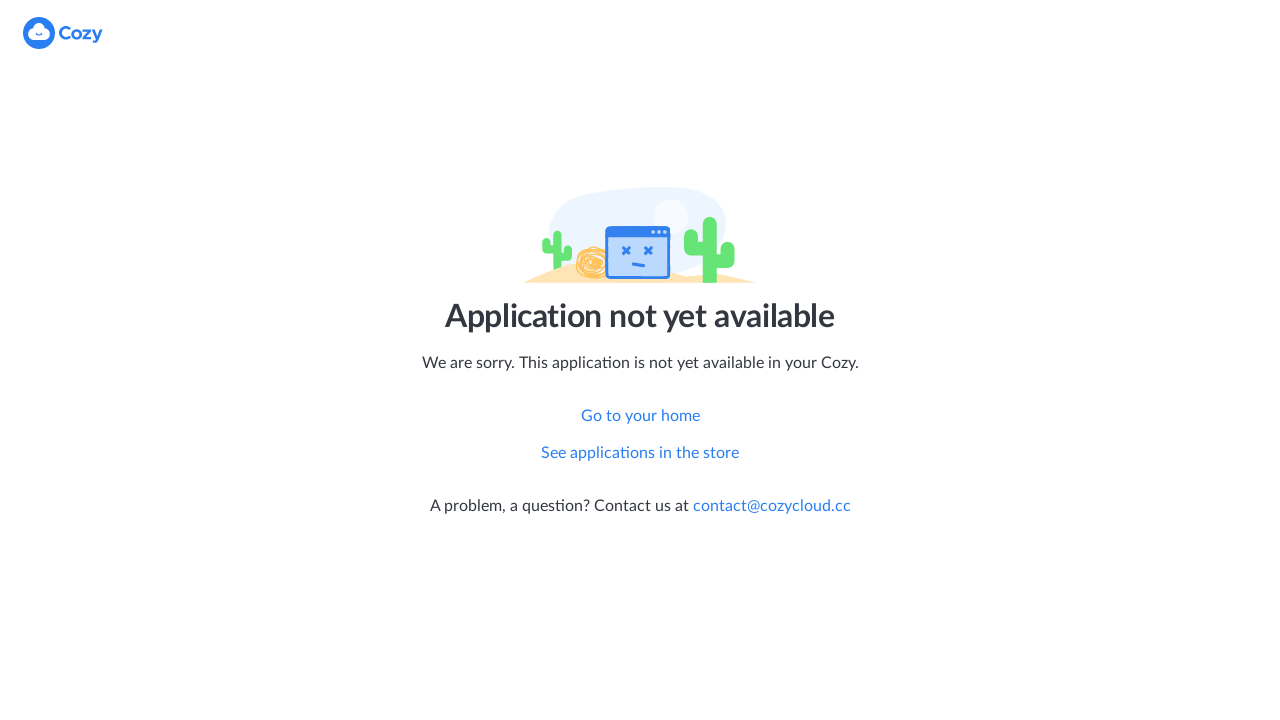 Cozy
Application not yet available
We are sorry. This application is not yet available in your Cozy.
Go to your home
See applications in the store
A problem, a question? Contact us at contact@cozycloud.cc